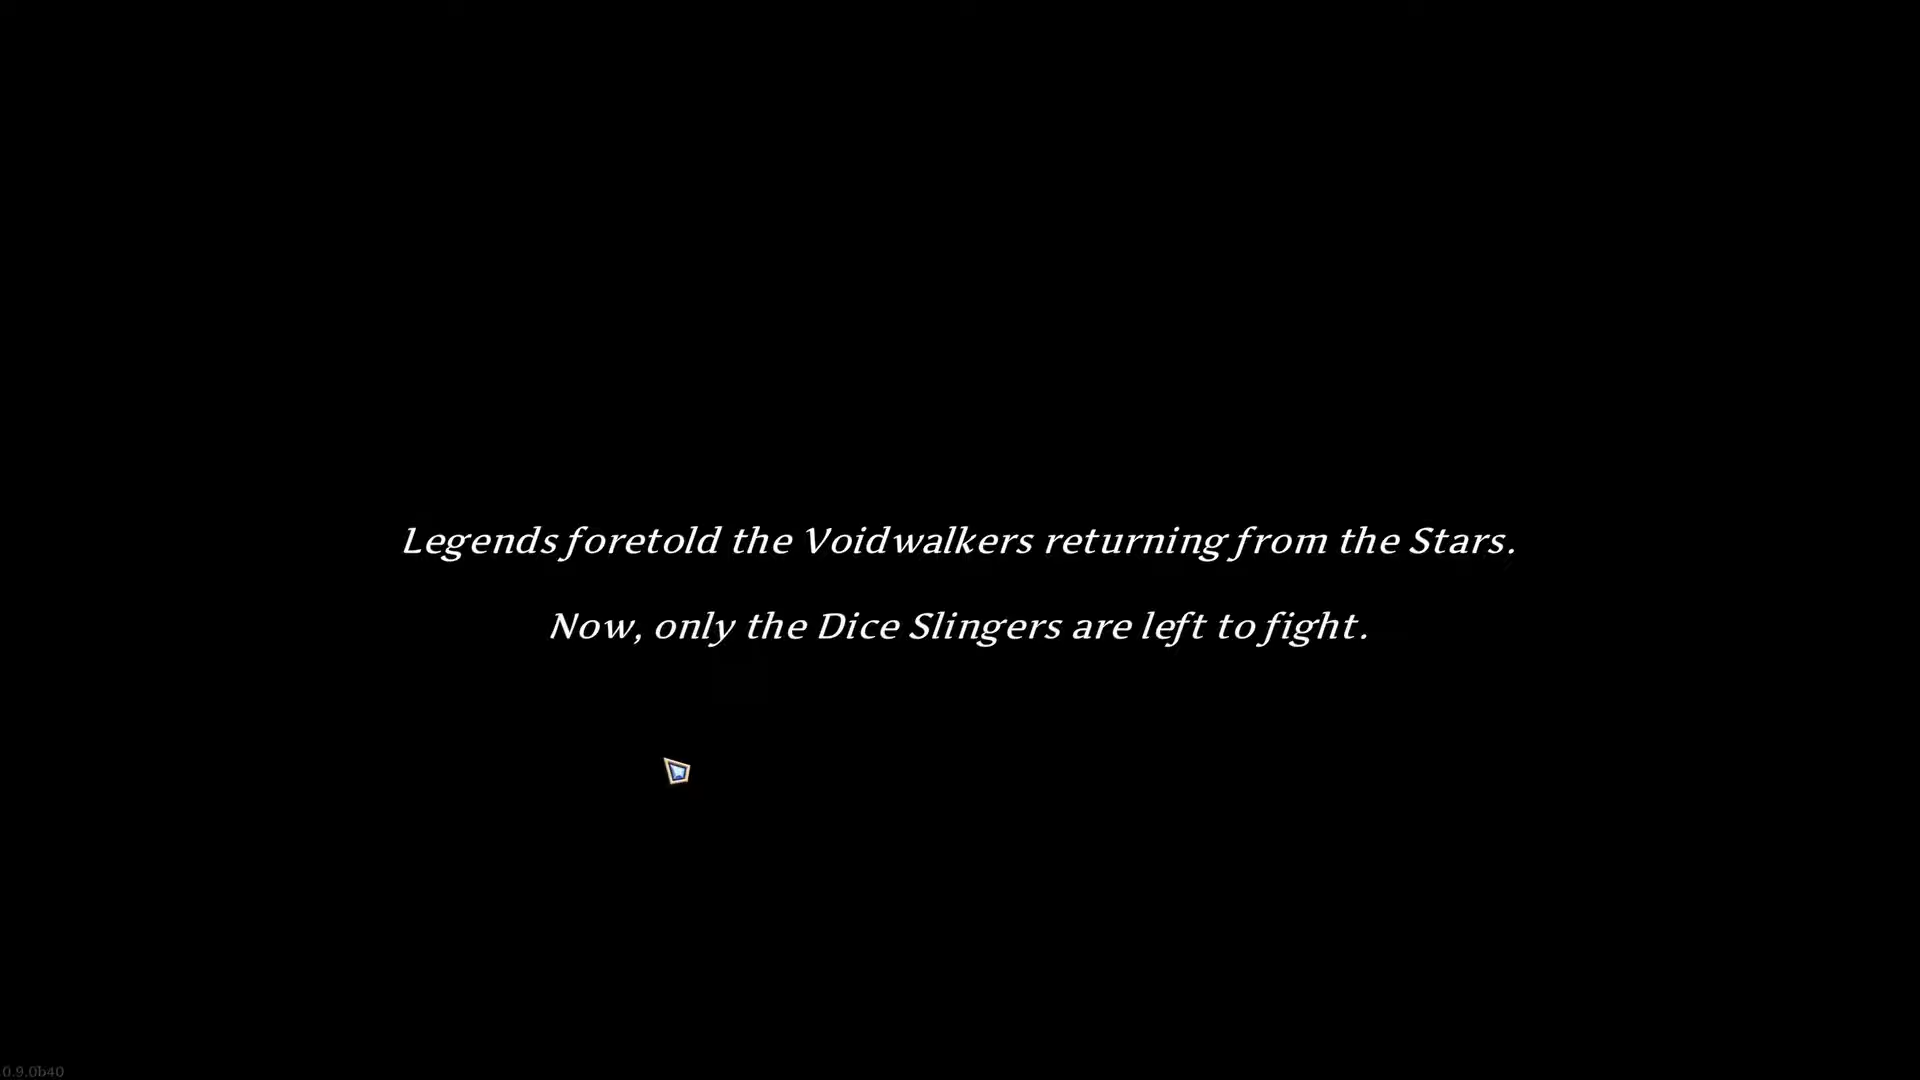 Legends foretold the Voidwalkers returning from the Stars.
Now, only the Dice Slingers are left to fight.
0.9.0b40